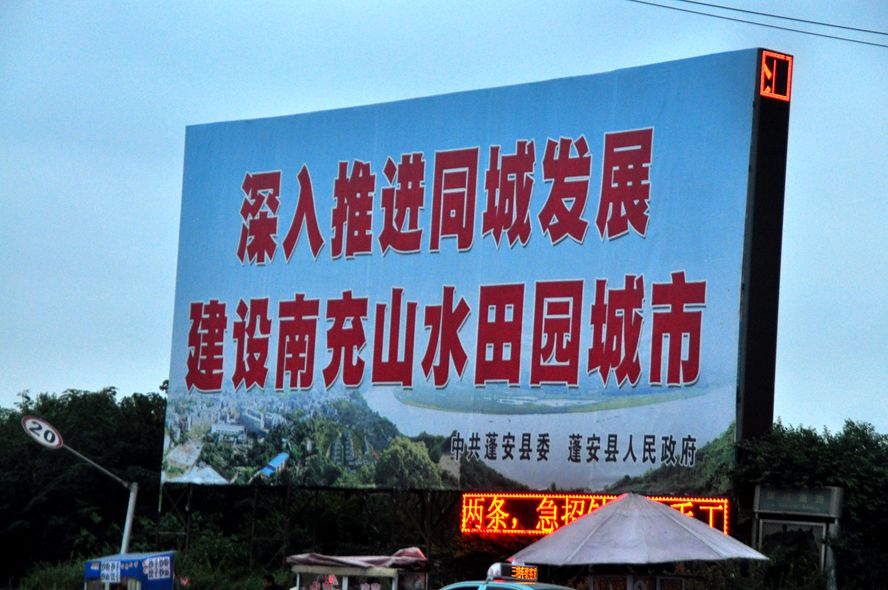 深入推进同城发展
建设南充山水田园城市
中共蓬安县委 蓬安县人民政府
两条，急招
工
20